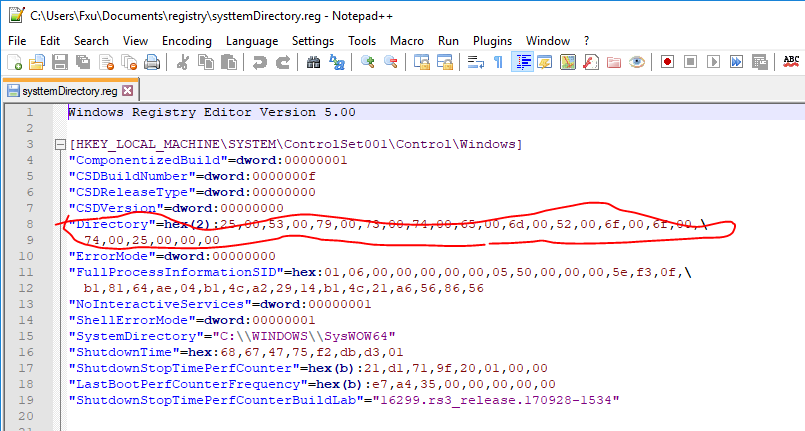 C:\Users\Fxu\Documents\registry\systtemDirectory.reg - Notepad++
File Edit Search View Encoding Language Settings Tools Macro Run Plugins Window ?
ABC
systtemDirectory.reg
1 Windows Registry Editor Version 5.00
2
3 [HKEY_LOCAL_MACHINE\SYSTEM\ControlSet001\Control\Windows]
4 "ComponentizedBuild"=dword:00000001
5 "CSDBuildNumber"=dword:0000000f
6 "CSDReleaseType"=dword:00000000
7 "CSDVersion"=dword:00000000
8 "Directory"=hex(2):25,00,53,00,79,00,73,00,74,00,65,00,6d,00,52,00,6f,00,6f,00,\
9 74,00,25,00,00,00
10 "ErrorMode"=dword:00000000
11 "FullProcessInformationSID"=hex:01,06,00,00,00,00,00,05,50,00,00,00,5e,f3,0f,\
12 b1,81,64,ae,04,b1,4c,a2,29,14,b1,4c,21,a6,56,86,56
13 "NoInteractiveServices"=dword:00000001
14 "ShellErrorMode"=dword:00000001
15 "SystemDirectory"="C:\\WINDOWS\\SysWOW64"
16 "ShutdownTime"=hex:68,67,47,75,f2,db,d3,01
17 "ShutdownStopTimePerfCounter"=hex(b):21,d1,71,9f,20,01,00,00
18 "LastBootPerfCounterFrequency"=hex(b):e7,a4,35,00,00,00,00,00
19 "ShutdownStopTimePerfCounterBuildLab"="16299.rs3_release.170928-1534"
20
21